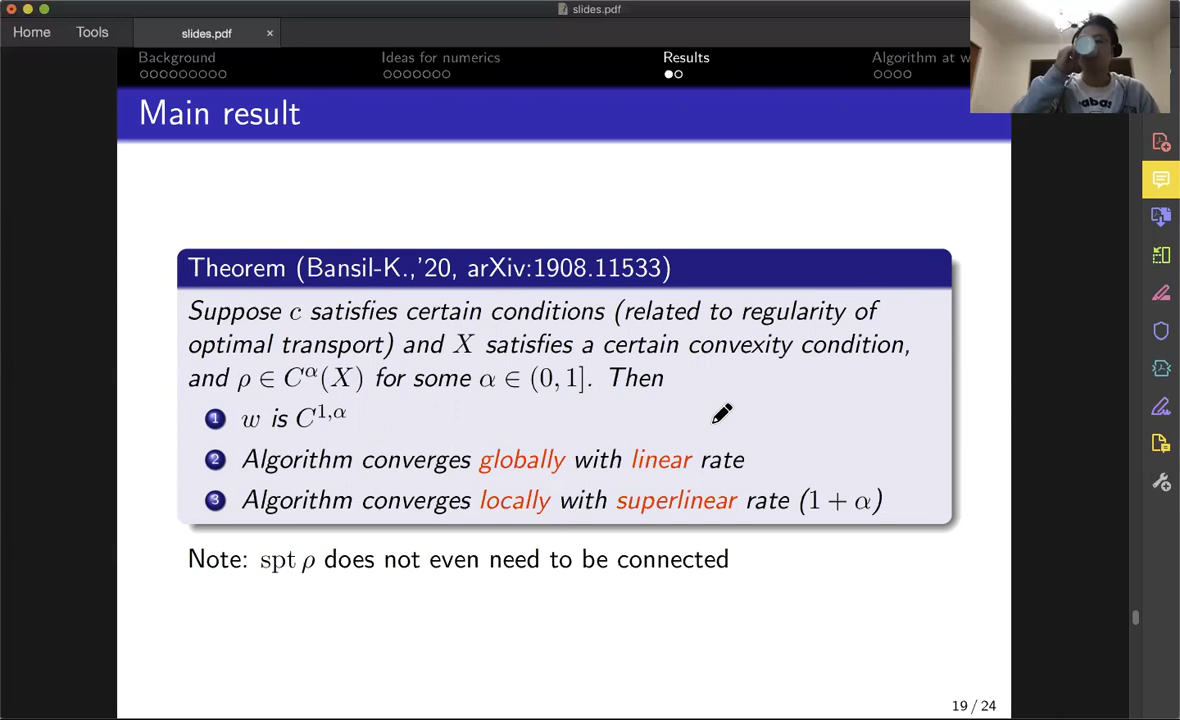 slides.pdf
Home Tools slides.pdf ×
Background Ideas for numerics Results Algorithm at w
Main result
Theorem (Bansil-K.,'20, arXiv:1908.11533)
Suppose c satisfies certain conditions (related to regularity of
optimal transport) and X satisfies a certain convexity condition,
and ρ ∈ C^α(X) for some α ∈ (0, 1]. Then
1 w is C^{1,α}
2 Algorithm converges globally with linear rate
3 Algorithm converges locally with superlinear rate (1 + α)
Note: spt ρ does not even need to be connected
19 / 24